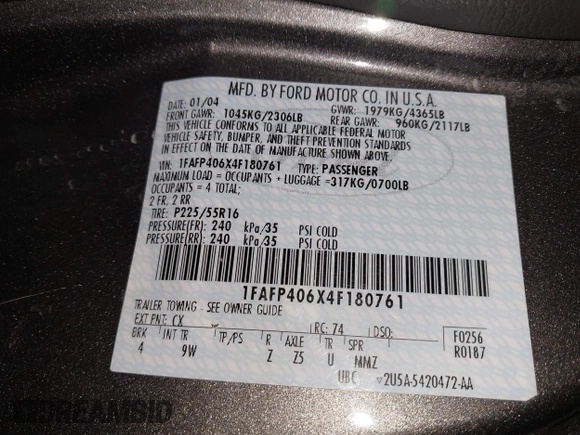 MFD. BY FORD MOTOR CO. IN U.S.A.
DATE: 01/04 GVWR: 1979KG/4365LB
FRONT GAWR: 1045KG/2306LB REAR GAWR: 960KG/2117LB
THIS VEHICLE CONFORMS TO ALL APPLICABLE FEDERAL MOTOR
VEHICLE SAFETY, BUMPER, AND THEFT PREVENTION STANDARDS
IN EFFECT ON THE DATE OF MANUFACTURE SHOWN ABOVE.
VIN: 1FAFP406X4F180761 TYPE: PASSENGER
MAXIMUM LOAD = OCCUPANTS + LUGGAGE =317KG/0700LB
OCCUPANTS = 4 TOTAL;
2 FR, 2 RR
TIRE: P225/55R16
PRESSURE(FR): 240 kPa/35 PSI COLD
PRESSURE(RR): 240 kPa/35 PSI COLD
1FAFP406X4F180761
TRAILER TOWING - SEE OWNER GUIDE
EXT PNT: CX RC: 74 DSO: F0256
BRK INT TR TP/PS R AXLE TR SPR R0187
4 9W Z Z5 U MMZ
UBC ▽2U5A-5420472-AA
DREAMSBID